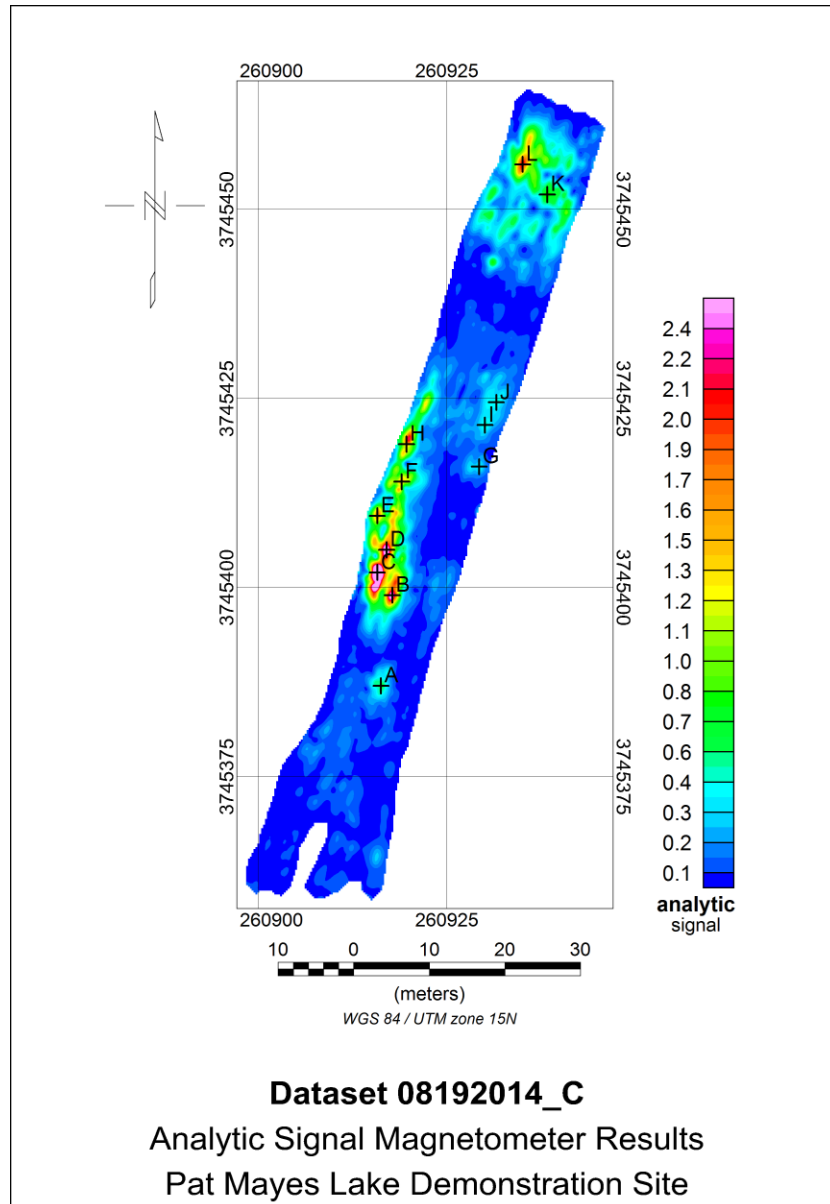 260900 260925
N
L
K
3745450 3745450
2.4
2.2
2.1
2.0
1.9
1.7
1.6
1.5
1.3
1.2
1.1
1.0
0.8
0.7
0.6
0.4
0.3
0.2
0.1
analytic
signal
3745425 3745425
J
I
H
G
F
E
D
C
B
3745400 3745400
A
3745375 3745375
260900 260925
10 0 10 20 30
(meters)
WGS 84 / UTM zone 15N
Dataset 08192014_C
Analytic Signal Magnetometer Results
Pat Mayes Lake Demonstration Site